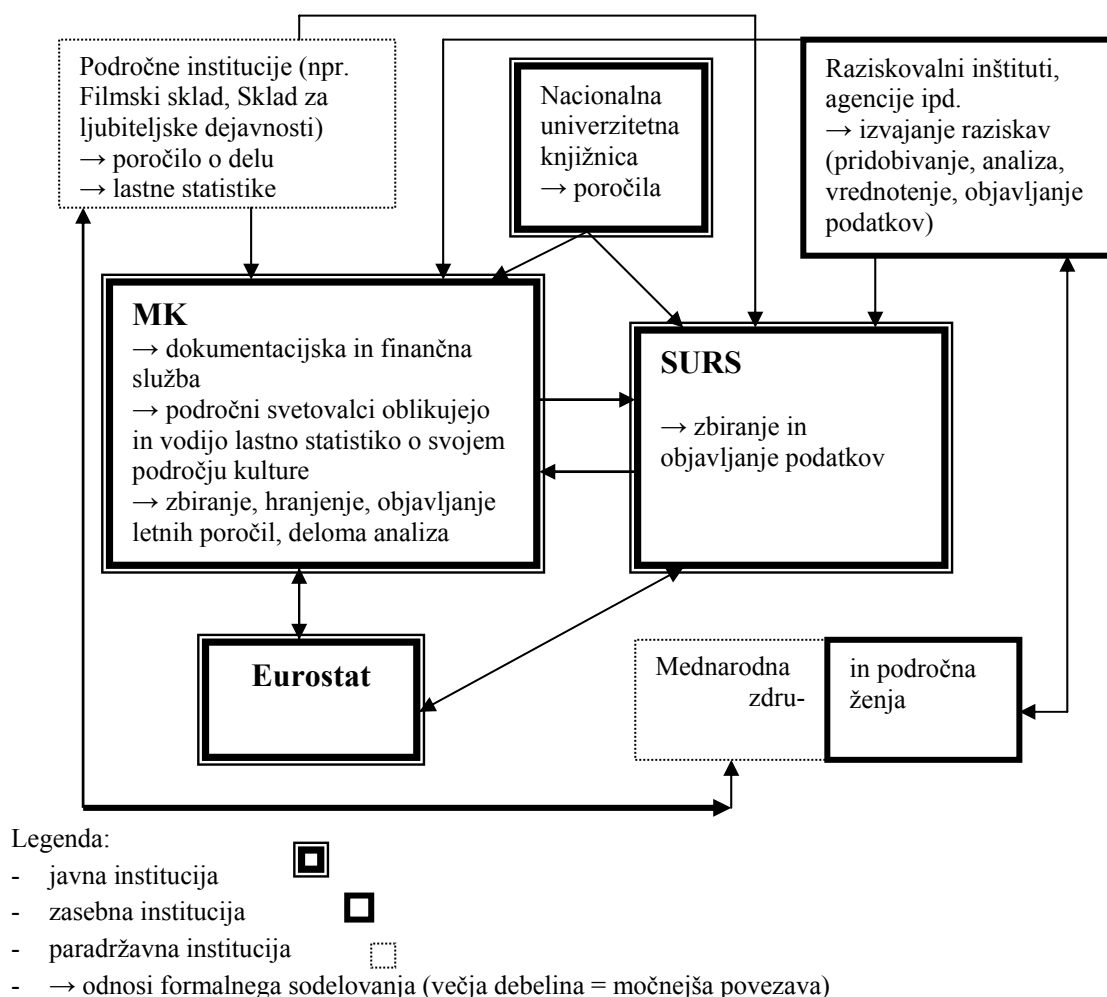 Področne institucije (npr.
Filmski sklad, Sklad za
ljubiteljske dejavnosti)
→ poročilo o delu
→ lastne statistike
Nacionalna
univerzitetna
knjižnica
→ poročila
Raziskovalni inštituti,
agencije ipd.
→ izvajanje raziskav
(pridobivanje, analiza,
vrednotenje, objavljanje
podatkov)
MK
→ dokumentacijska in finančna
služba
→ področni svetovalci oblikujejo
in vodijo lastno statistiko o svojem
področju kulture
→ zbiranje, hranjenje, objavljanje
letnih poročil, deloma analiza
SURS
→ zbiranje in
objavljanje podatkov
Eurostat
Mednarodna
zdru-
in področna
ženja
Legenda:
- javna institucija
- zasebna institucija
- paradržavna institucija
- → odnosi formalnega sodelovanja (večja debelina = močnejša povezava)